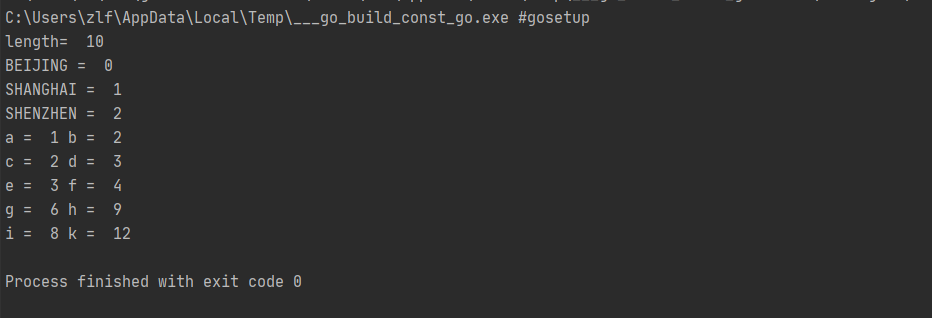 C:\Users\zlf\AppData\Local\Temp\___go_build_const_go.exe #gosetup
length=  10
BEIJING =  0
SHANGHAI =  1
SHENZHEN =  2
a =  1 b =  2
c =  2 d =  3
e =  3 f =  4
g =  6 h =  9
i =  8 k =  12
Process finished with exit code 0